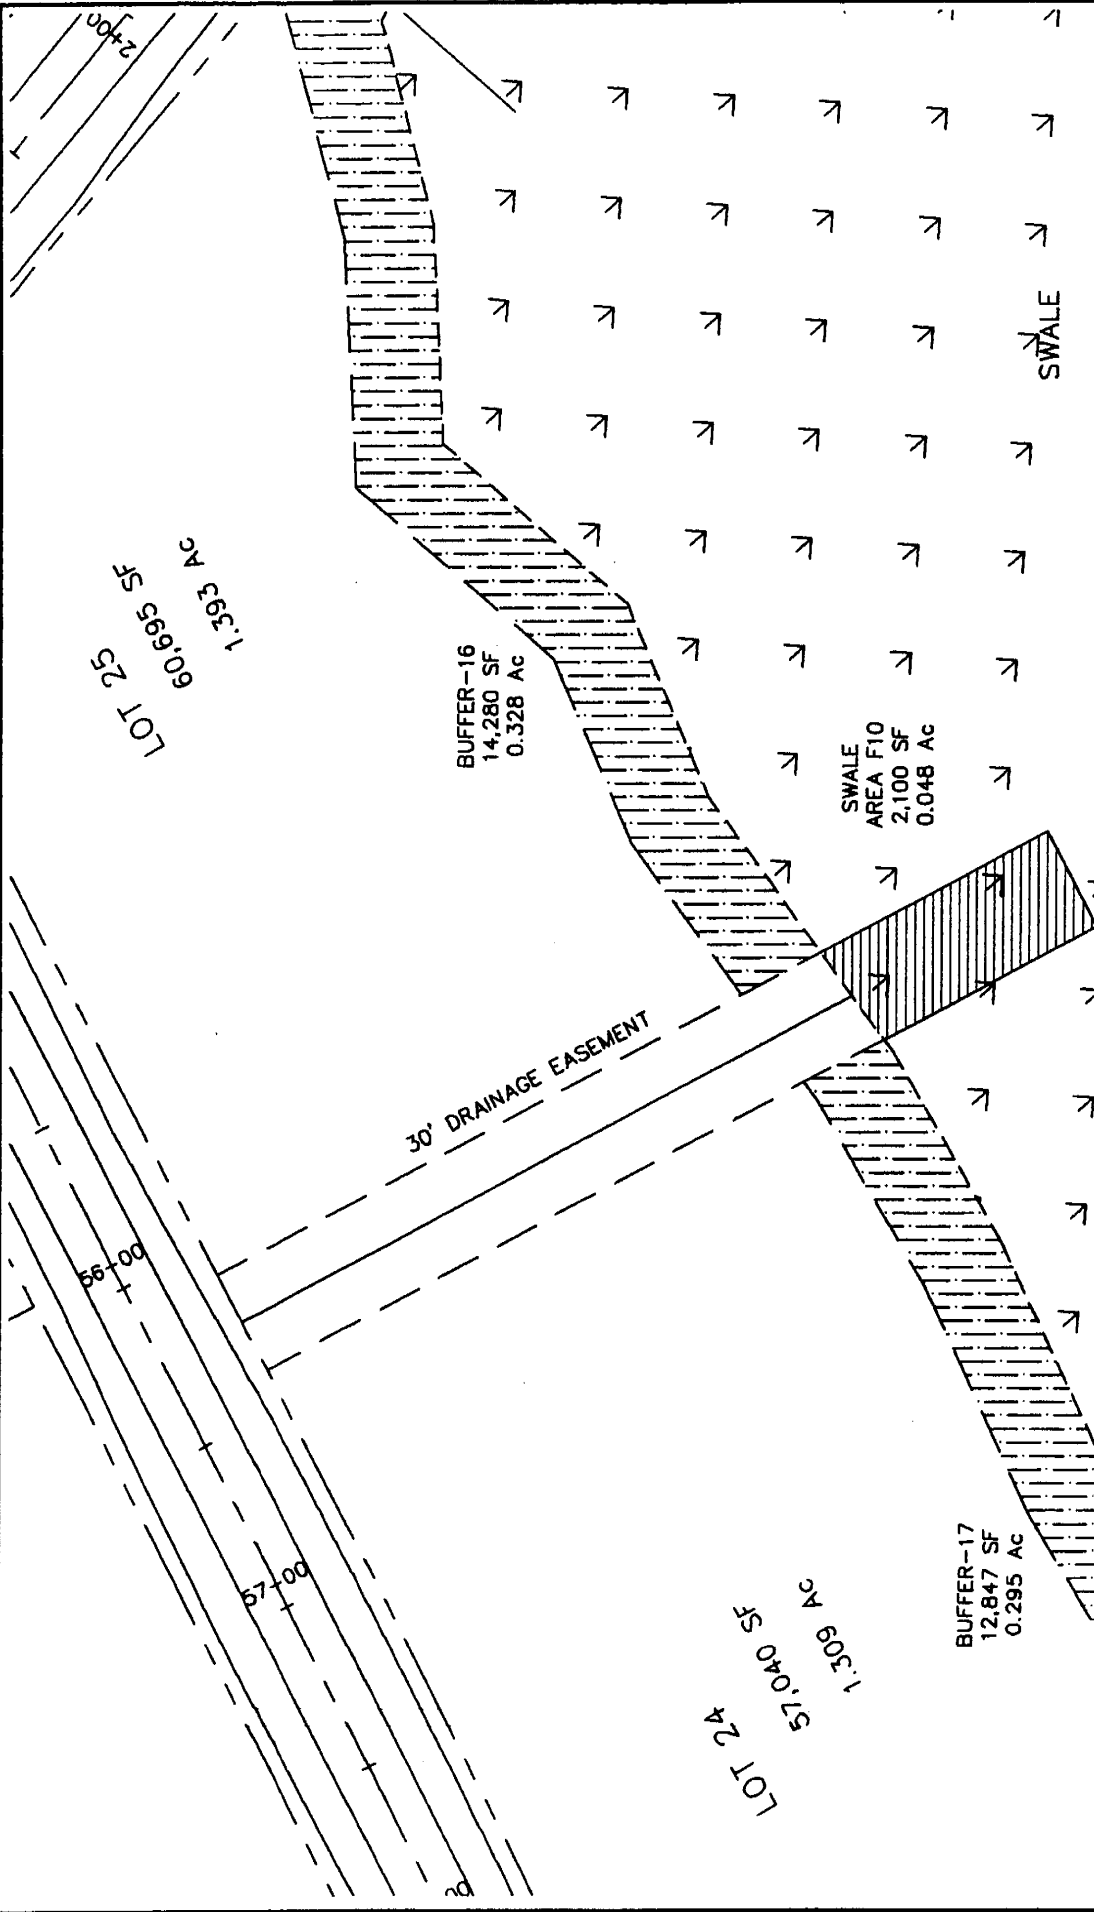 2+00
LOT 25
60,695 SF
1.393 Ac
BUFFER-16
14,280 SF
0.328 Ac
SWALE
SWALE
AREA F10
2,100 SF
0.048 Ac
30' DRAINAGE EASEMENT
56+00
57+00
LOT 24
57,040 SF
1.309 Ac
BUFFER-17
12,847 SF
0.295 Ac